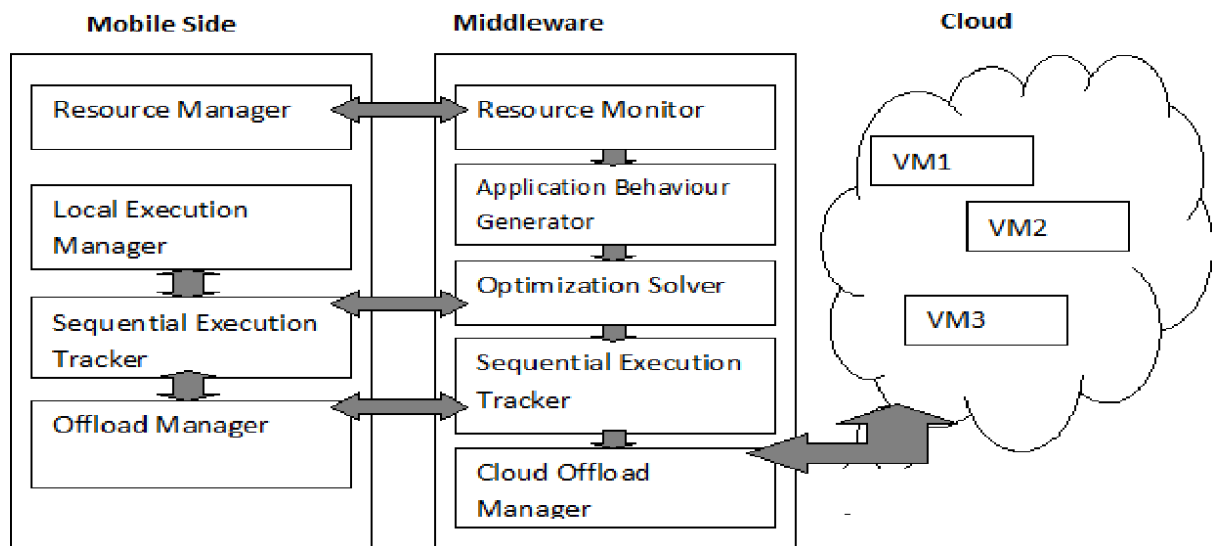 Mobile Side
Middleware
Cloud
Resource Manager
Local Execution
Manager
Sequential Execution
Tracker
Offload Manager
Resource Monitor
Application Behaviour
Generator
Optimization Solver
Sequential Execution
Tracker
Cloud Offload
Manager
VM1
VM2
VM3